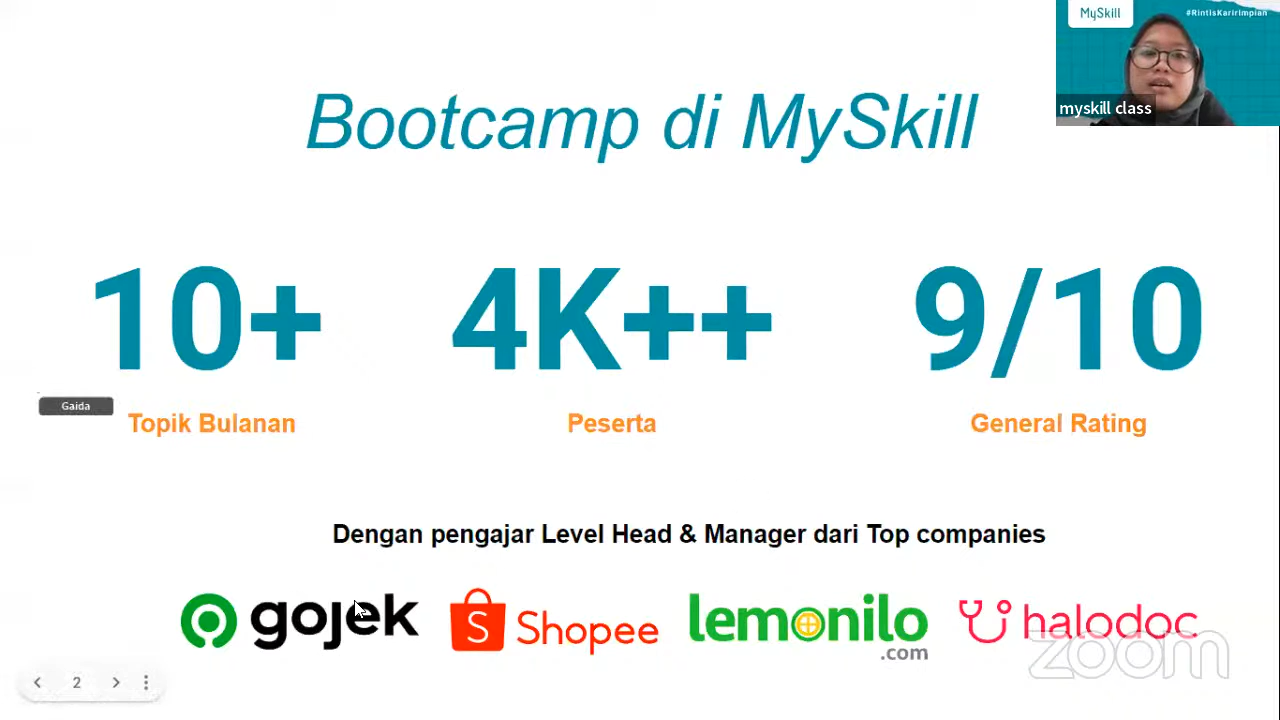 MySkill
#RintisKarirImpian
myskill class
Bootcamp di MySkill
10+
4K++
9/10
Gaida
Topik Bulanan
Peserta
General Rating
Dengan pengajar Level Head & Manager dari Top companies
gojek
S Shopee
lemonilo
.com
halodoc
zoom
2